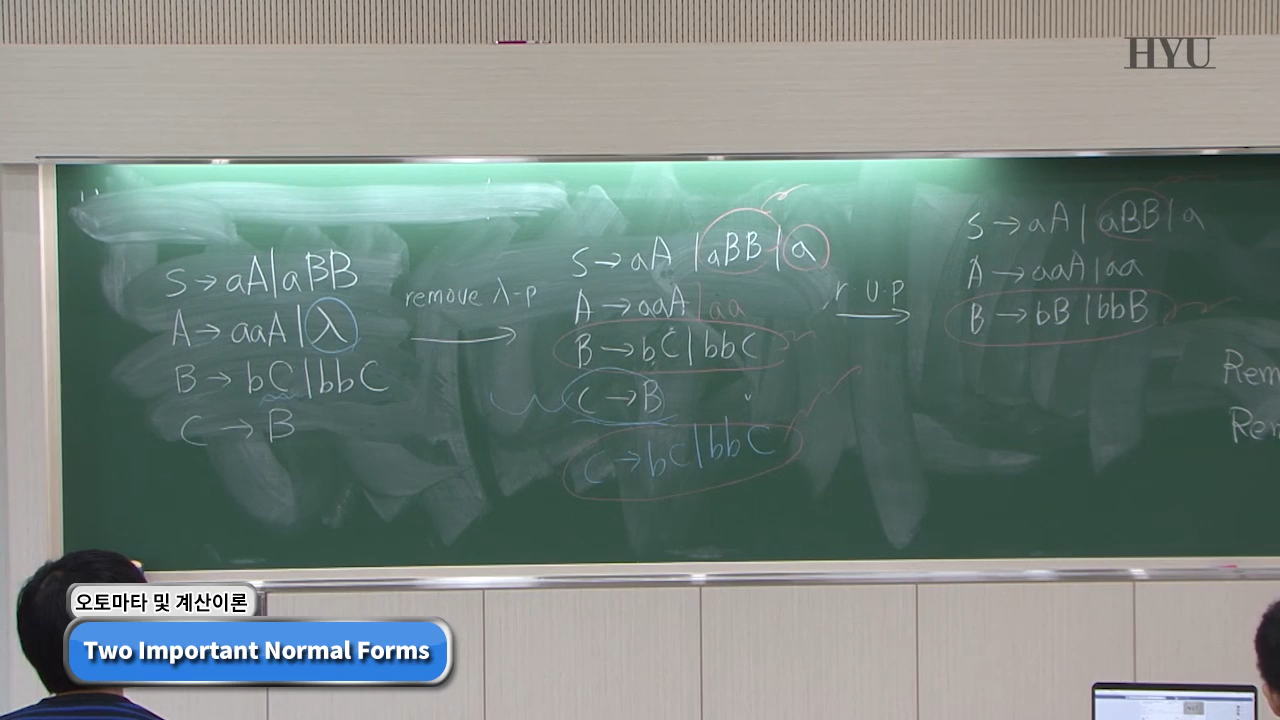 HYU
S → aA | aBB
A → aaA | λ
B → bC | bbC
C → B
remove λ-p
S → aA | aBB | a
A → aaA | aa
B → bC | bbC
C → B
C → bC | bbC
r U-P
S → aA | aBB | a
A → aaA | aa
B → bB | bbB
Rem
Ren
오토마타 및 계산이론
Two Important Normal Forms